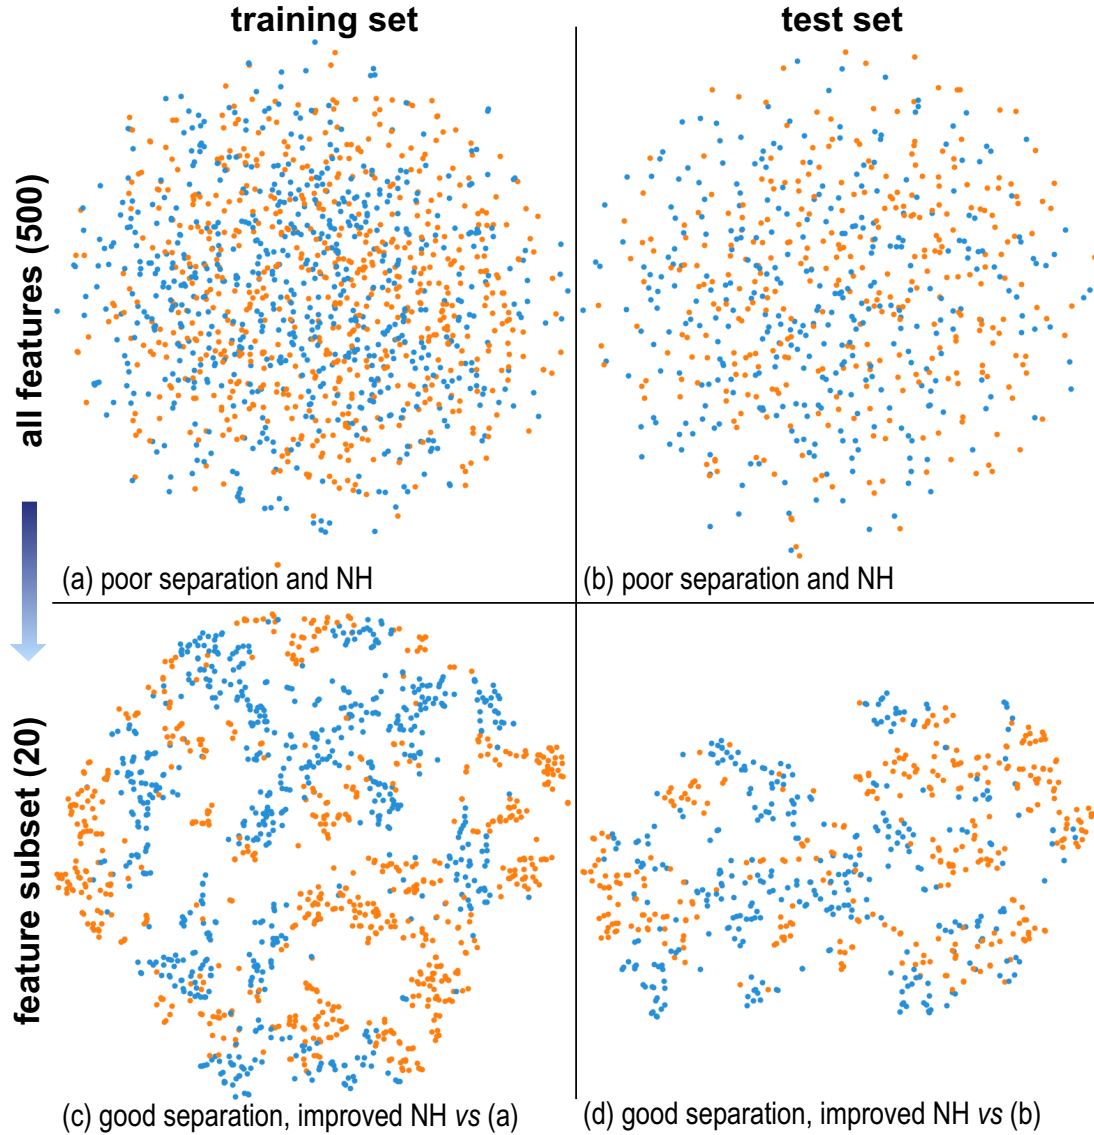 training set
test set
all features (500)
(a) poor separation and NH
(b) poor separation and NH
feature subset (20)
(c) good separation, improved NH vs (a)
(d) good separation, improved NH vs (b)